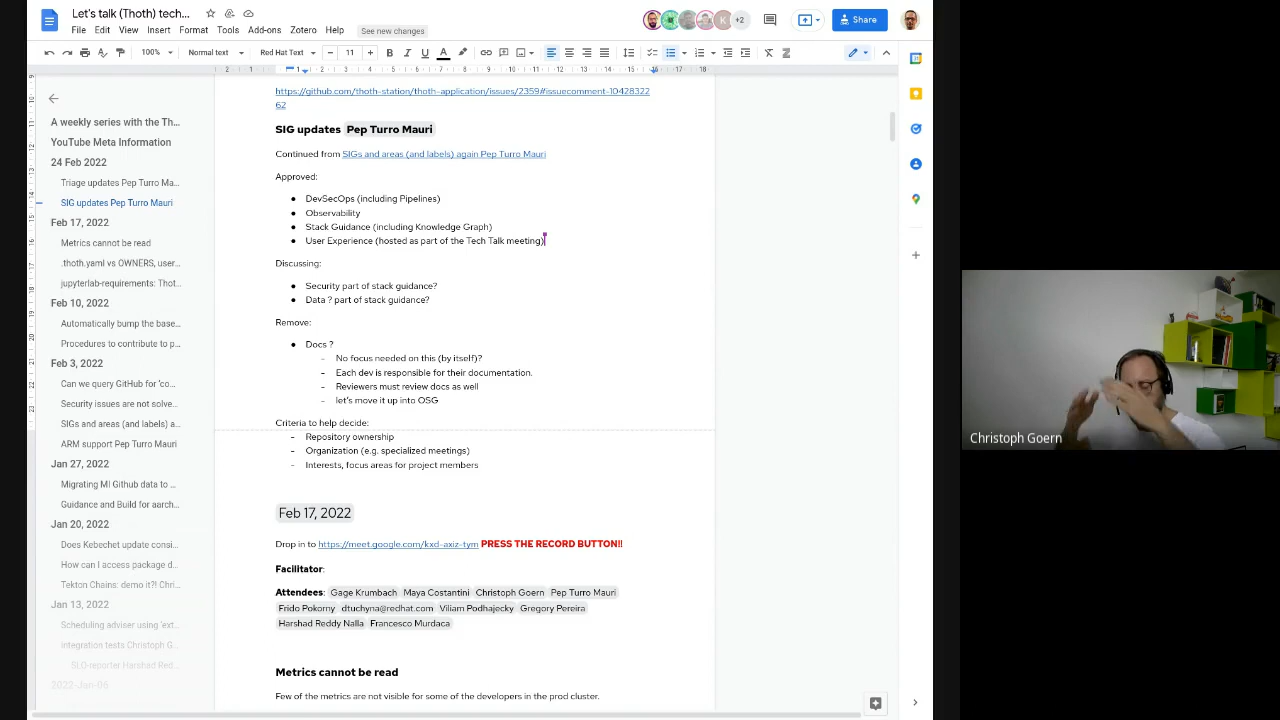 Let's talk (Thoth) tech...
File Edit View Insert Format Tools Add-ons Zotero Help See new changes
+2
Share
100% Normal text Red Hat Text 11
A weekly series with the Th...
YouTube Meta Information
24 Feb 2022
Triage updates Pep Turro Ma...
SIG updates Pep Turro Mauri
Feb 17, 2022
Metrics cannot be read
.thoth.yaml vs OWNERS, user...
jupyterlab-requirements: Thot...
Feb 10, 2022
Automatically bump the base...
Procedures to contribute to p...
Feb 3, 2022
Can we query GitHub for 'co...
Security issues are not solve...
SIGs and areas (and labels) a...
ARM support Pep Turro Mauri
Jan 27, 2022
Migrating MI Github data to ...
Guidance and Build for aarch...
Jan 20, 2022
Does Kebechet update consi...
How can I access package d...
Tekton Chains: demo it?! Chri...
Jan 13, 2022
Scheduling adviser using 'ext...
Integration tests Christoph G...
SLO-reporter Harshad Red...
2022-Jan-06
https://github.com/thoth-station/thoth-application/issues/2359#issuecomment-10428322
62
SIG updates Pep Turro Mauri
Continued from SIGs and areas (and labels) again Pep Turro Mauri
Approved:
● DevSecOps (including Pipelines)
● Observability
● Stack Guidance (including Knowledge Graph)
● User Experience (hosted as part of the Tech Talk meeting)
Discussing:
● Security part of stack guidance?
● Data ? part of stack guidance?
Remove:
● Docs ?
- No focus needed on this (by itself)?
- Each dev is responsible for their documentation.
- Reviewers must review docs as well
- let's move it up into OSG
Criteria to help decide:
- Repository ownership
- Organization (e.g. specialized meetings)
- Interests, focus areas for project members
Feb 17, 2022
Drop in to https://meet.google.com/kxd-axiz-tym PRESS THE RECORD BUTTON!!
Facilitator:
Attendees: Gage Krumbach Maya Costantini Christoph Goern Pep Turro Mauri
Frido Pokorny dtuchyna@redhat.com Viliam Podhajecky Gregory Pereira
Harshad Reddy Nalla Francesco Murdaca
Metrics cannot be read
Few of the metrics are not visible for some of the developers in the prod cluster.
Christoph Goern